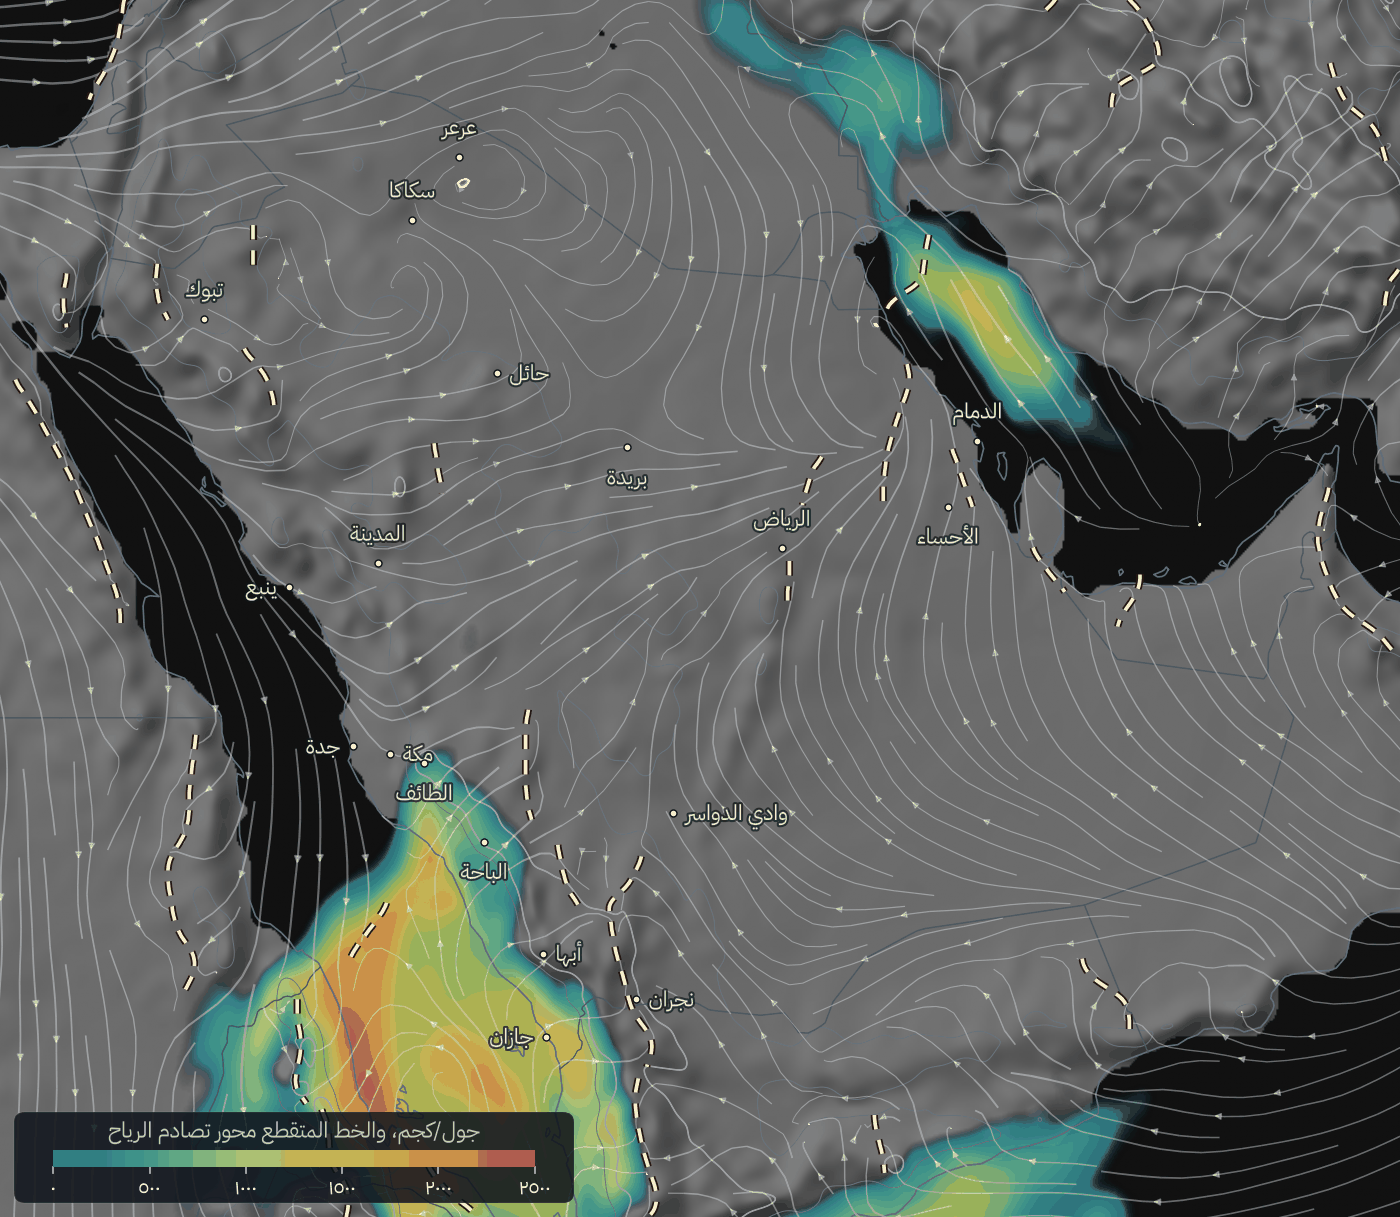 عرعر
سكاكا
تبوك
حائل
الدمام
بريدة
الرياض
المدينة
الأحساء
ينبع
جدة
مكة
الطائف
وادي الدواسر
الباحة
أبها
نجران
جازان
جول/كجم، والخط المتقطع محور تصادم الرياح
٠ ٥٠٠ ١٠٠٠ ١٥٠٠ ٢٠٠٠ ٢٥٠٠